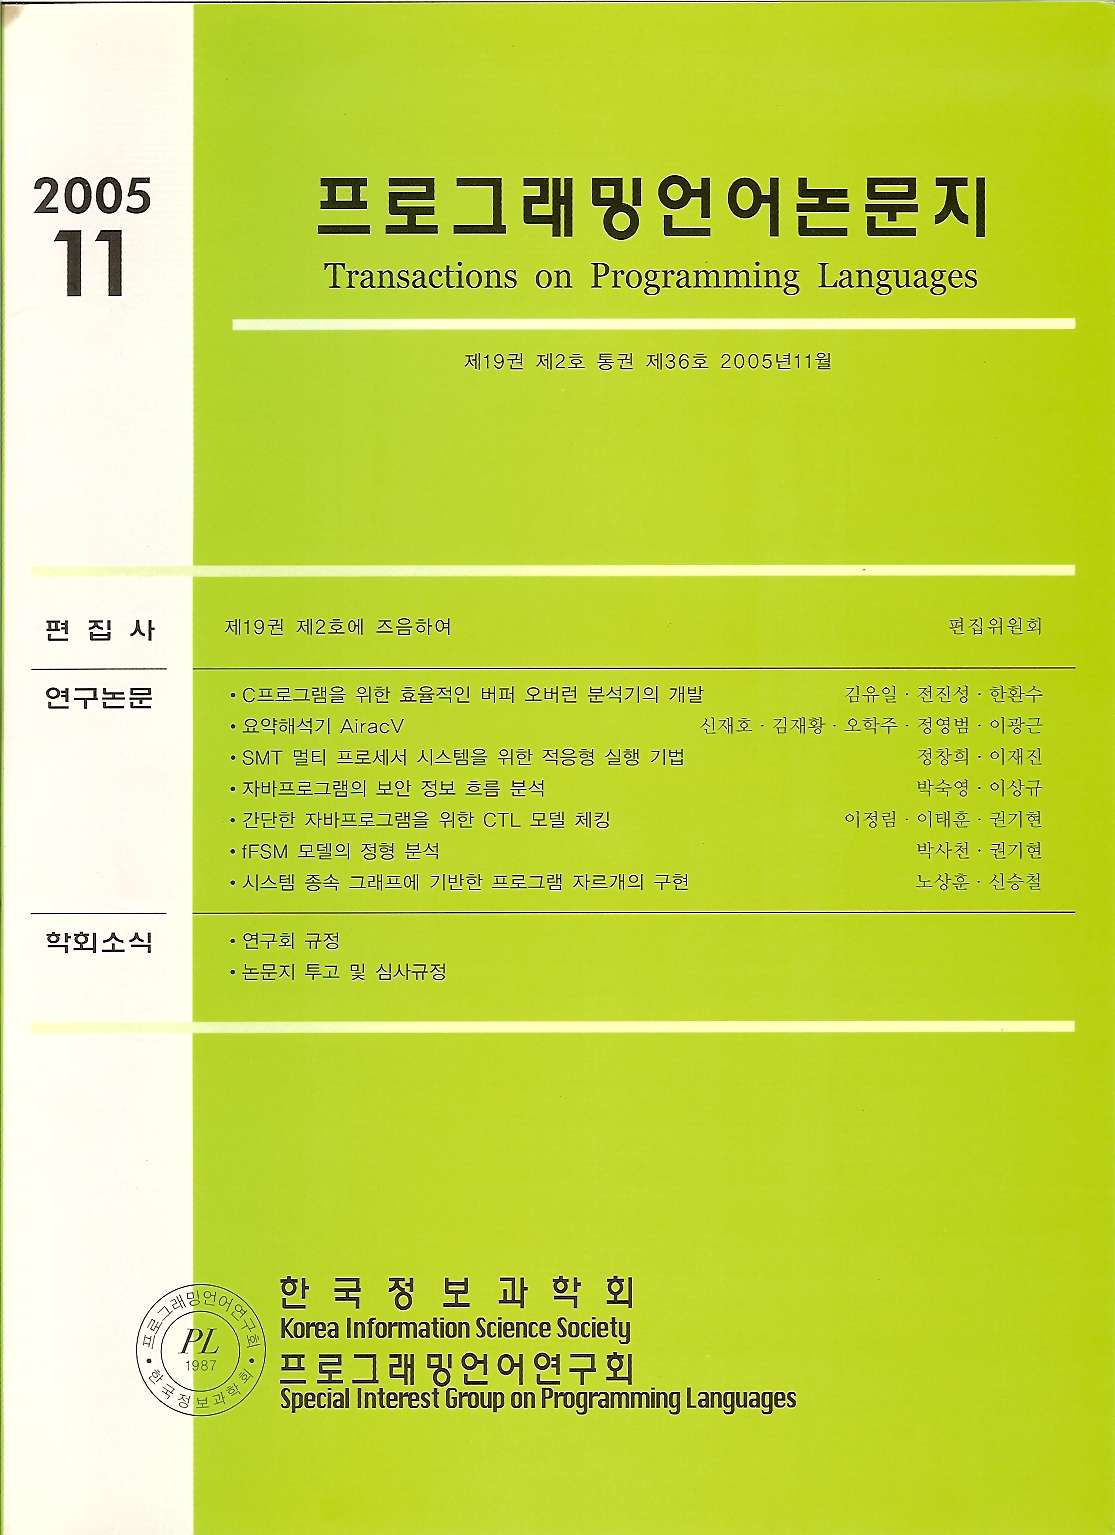 2005
11
프로그래밍언어논문지
Transactions on Programming Languages
제19권 제2호 통권 제36호 2005년11월
편 집 사
제19권 제2호에 즈음하여 편집위원회
연구논문
• C프로그램을 위한 효율적인 버퍼 오버런 분석기의 개발 김유일 · 전진성 · 한환수
• 요약해석기 AiracV 신재호 · 김재황 · 오학주 · 정영범 · 이광근
• SMT 멀티 프로세서 시스템을 위한 적응형 실행 기법 정창희 · 이재진
• 자바프로그램의 보안 정보 흐름 분석 박숙영 · 이상규
• 간단한 자바프로그램을 위한 CTL 모델 체킹 이정림 · 이태훈 · 권기현
• fFSM 모델의 정형 분석 박사천 · 권기현
• 시스템 종속 그래프에 기반한 프로그램 자르개의 구현 노상훈 · 신승철
학회소식
• 연구회 규정
• 논문지 투고 및 심사규정
프로그래밍언어연구회
PL
1987
• 한국정보과학회 •
한 국 정 보 과 학 회
Korea Information Science Society
프로그래밍언어연구회
Special Interest Group on Programming Languages